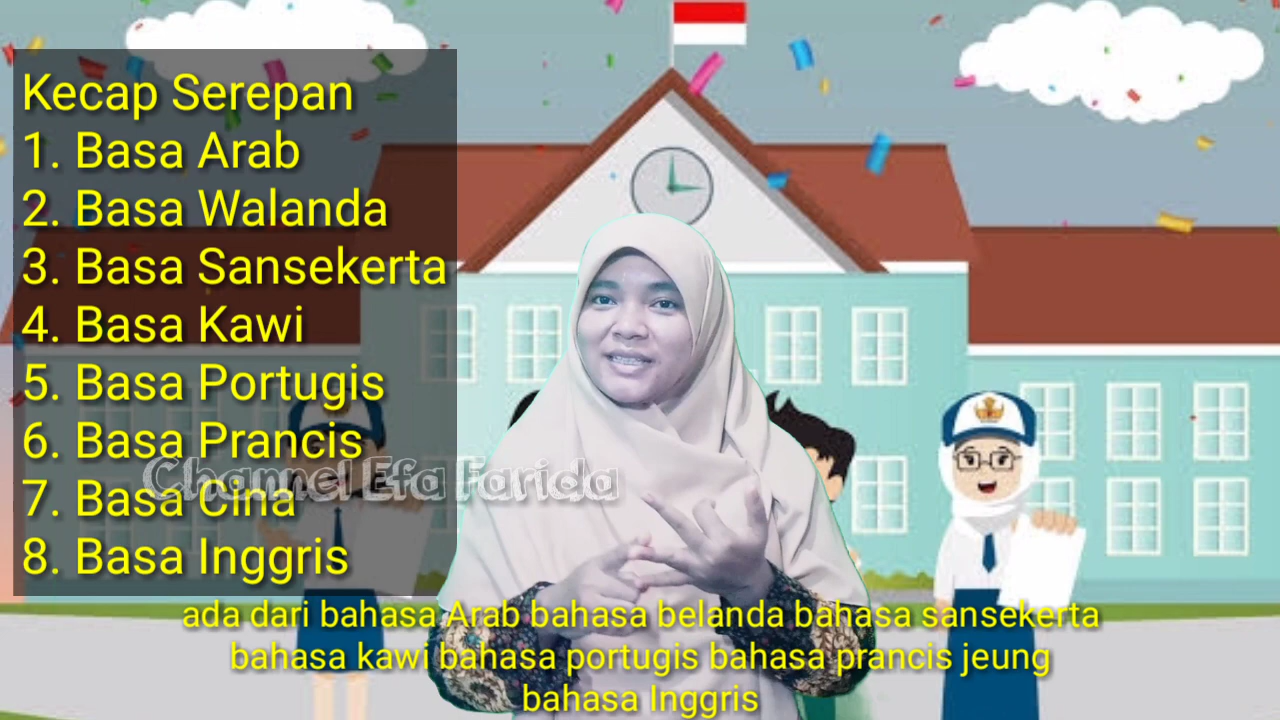 Kecap Serepan
1. Basa Arab
2. Basa Walanda
3. Basa Sansekerta
4. Basa Kawi
5. Basa Portugis
6. Basa Prancis
Channel Efa Farida
7. Basa Cina
8. Basa Inggris
ada dari bahasa Arab bahasa belanda bahasa sansekerta
bahasa kawi bahasa portugis bahasa prancis jeung
bahasa Inggris